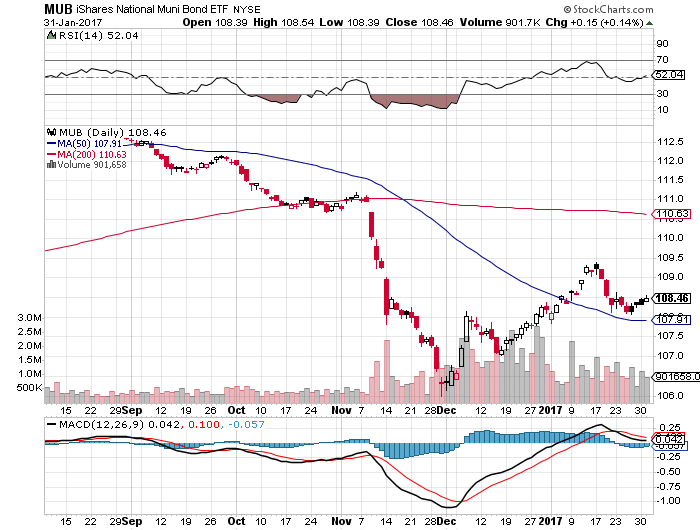 MUB iShares National Muni Bond ETF NYSE © StockCharts.com
31-Jan-2017 Open 108.39 High 108.54 Low 108.39 Close 108.46 Volume 901.7K Chg +0.15 (+0.14%)
RSI(14) 52.04
90
70
52.04
30
10
MUB (Daily) 108.46
MA(50) 107.91
MA(200) 110.63
Volume 901,658
112.5
112.0
111.5
111.0
110.63
110.0
109.5
109.0
108.46
107.91
107.5
107.0
901658.0
106.0
3.0M
2.5M
2.0M
1.5M
1.0M
500K
15 22 29 Sep 12 19 26 Oct 10 17 24 Nov 7 14 21 28 Dec 12 19 27 2017 9 17 23 30
MACD(12,26,9) 0.042, 0.100, -0.057
0.25
0.042
-0.25
-0.50
-0.75
-1.00
15 22 29 Sep 12 19 26 Oct 10 17 24 Nov 7 14 21 28 Dec 12 19 27 2017 9 17 23 30